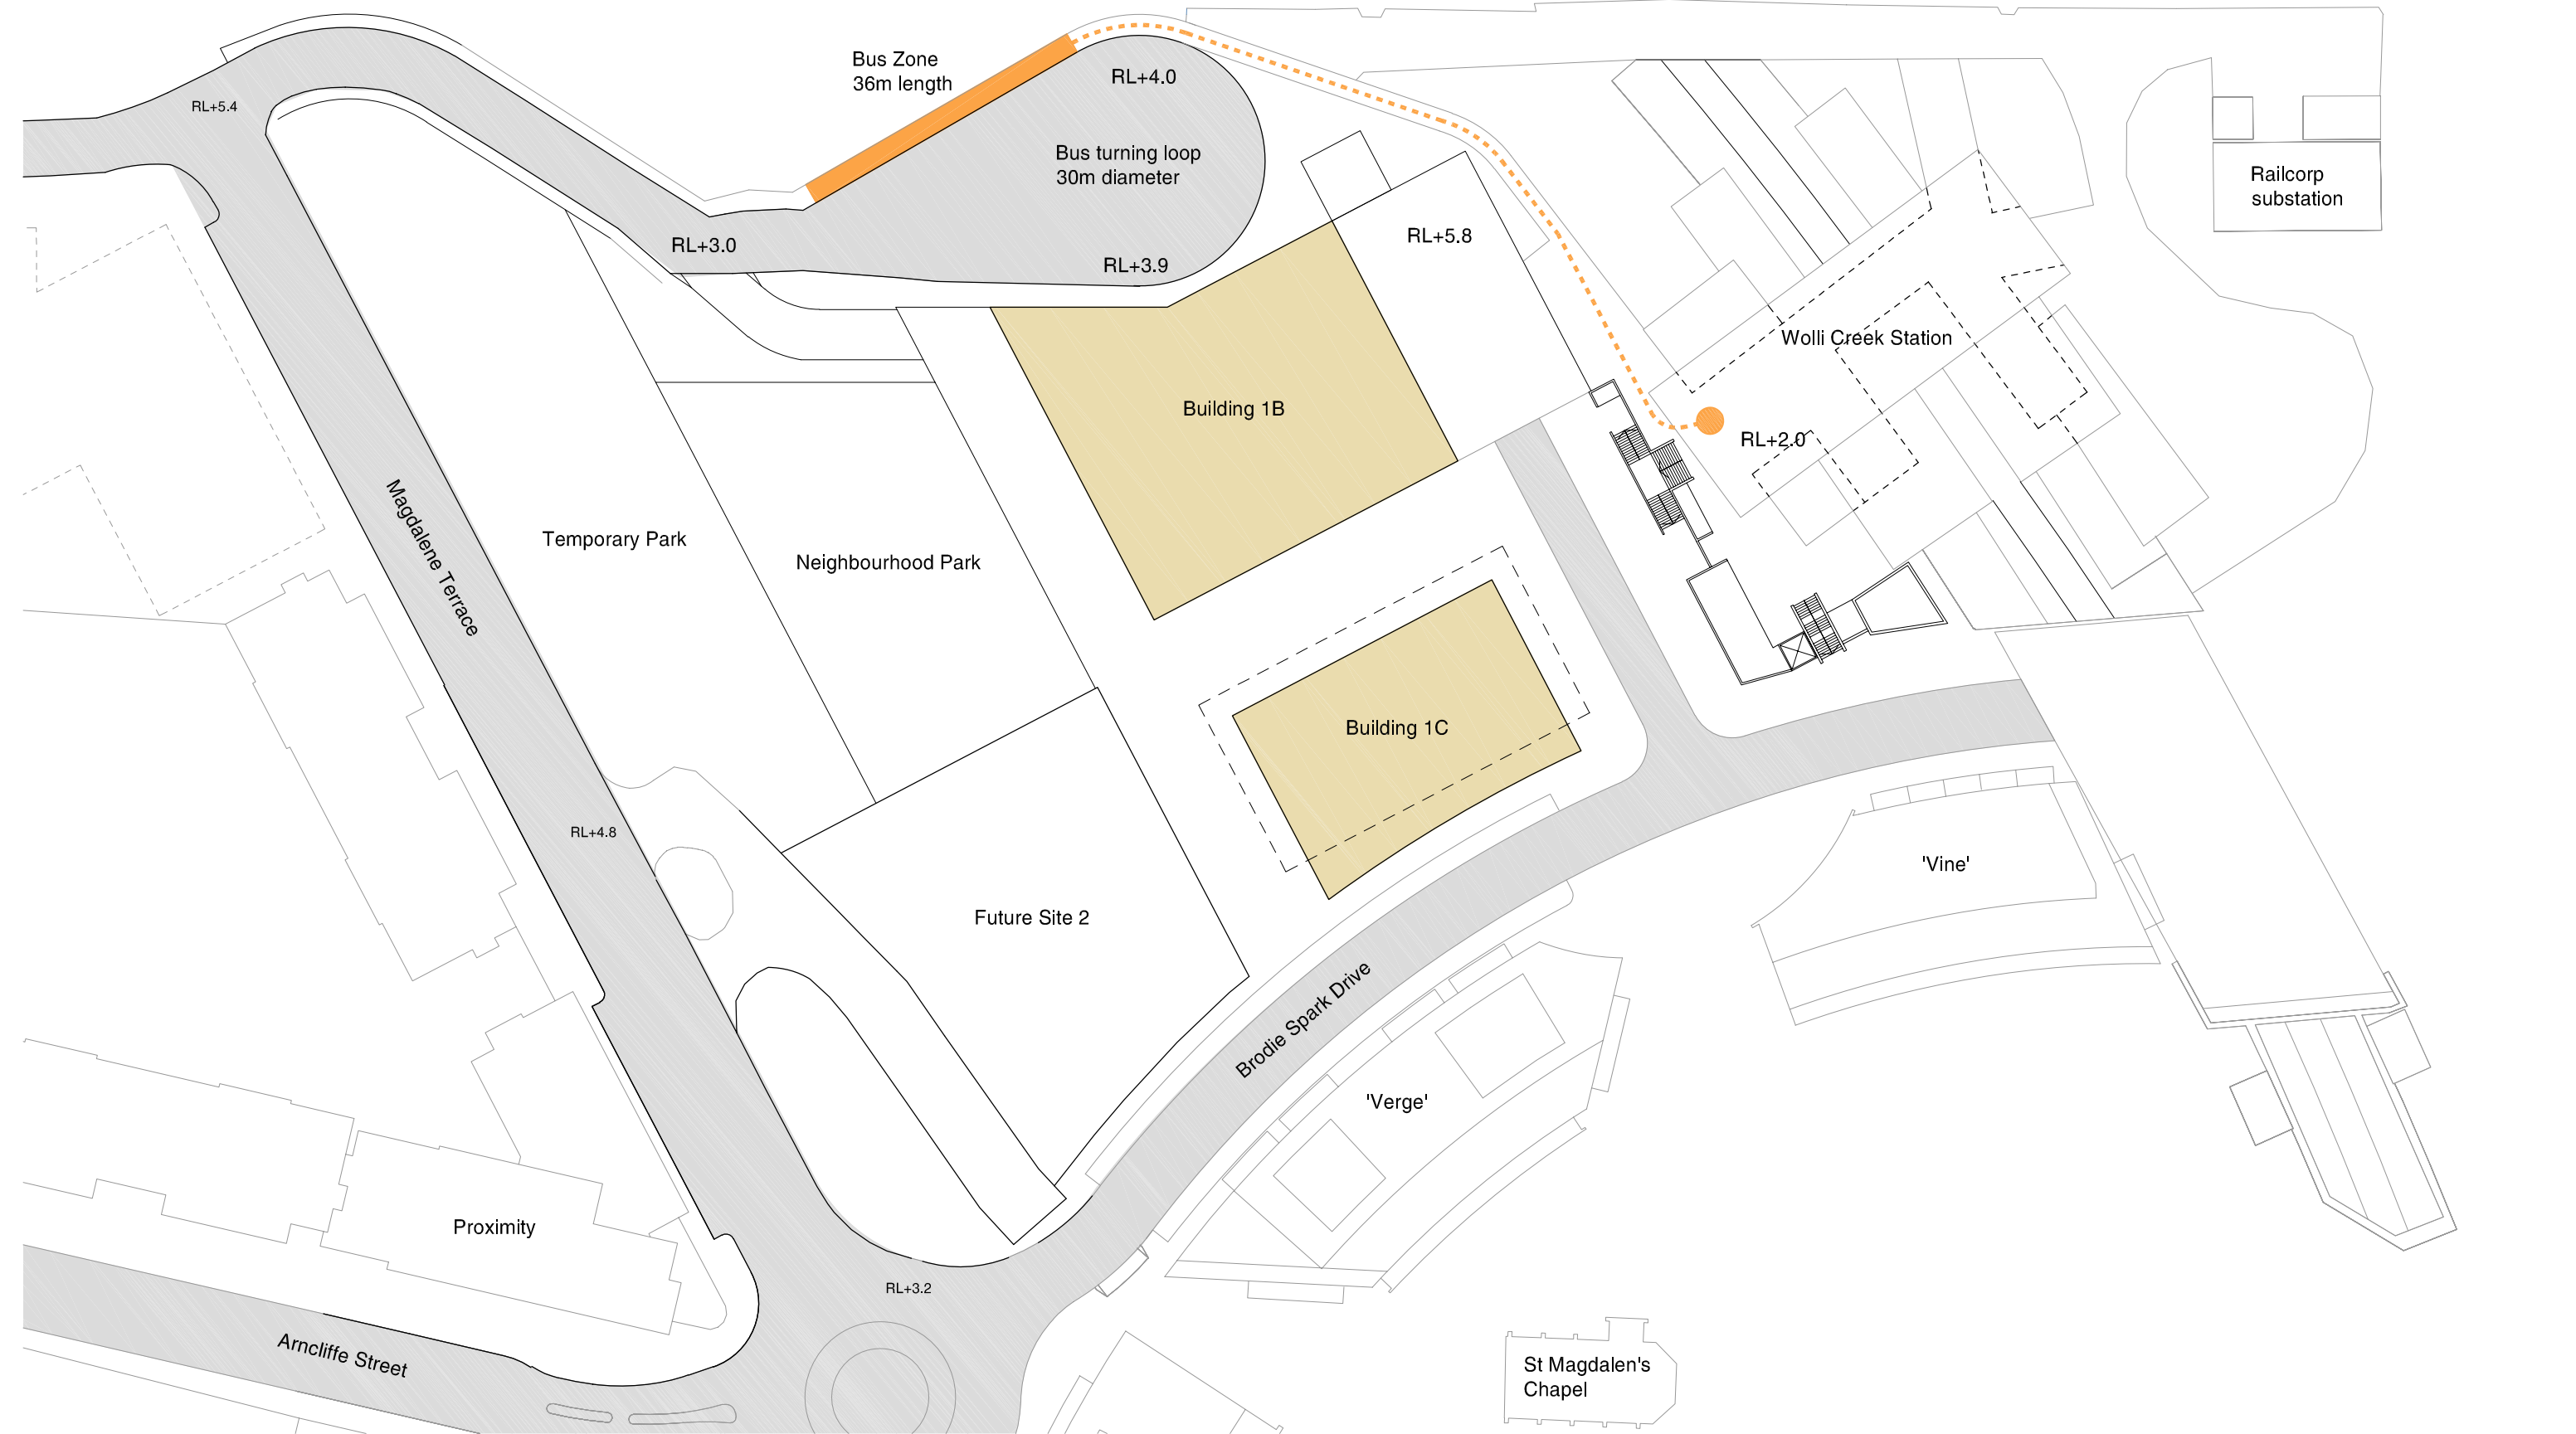 Bus Zone
36m length
RL+4.0
RL+5.4
Bus turning loop
30m diameter
Railcorp
substation
RL+3.0
RL+5.8
RL+3.9
Wolli Creek Station
Building 1B
RL+2.0
Magdalene Terrace
Temporary Park
Neighbourhood Park
Building 1C
RL+4.8
'Vine'
Future Site 2
Brodie Spark Drive
'Verge'
Proximity
RL+3.2
Arncliffe Street
St Magdalen's
Chapel